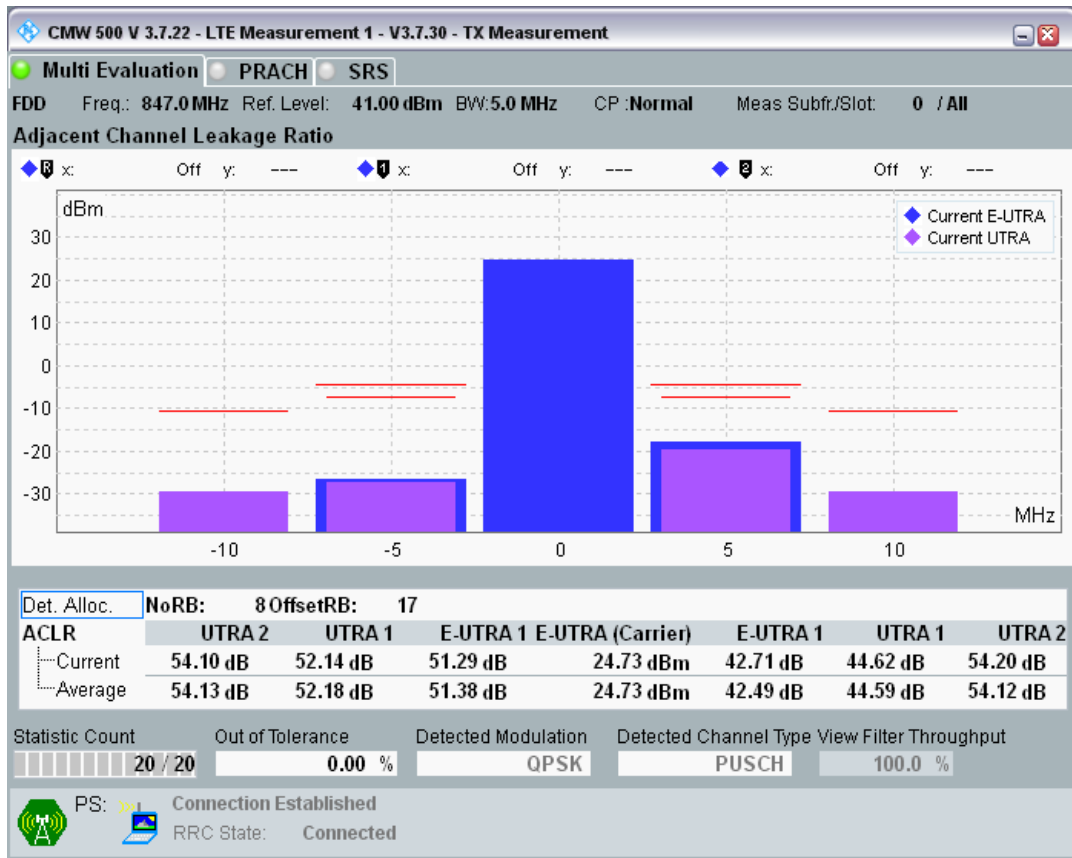 CMW 500 V 3.7.22 - LTE Measurement 1 - V3.7.30 - TX Measurement
Multi Evaluation PRACH SRS
FDD Freq.: 847.0 MHz Ref. Level: 41.00 dBm BW:5.0 MHz CP :Normal Meas Subfr./Slot: 0 / All
Adjacent Channel Leakage Ratio
R x: Off y: --- 1 x: Off y: --- 2 x: Off y: ---
dBm
Current E-UTRA
Current UTRA
30
20
10
0
-10
-20
-30
MHz
-10 -5 0 5 10
Det. Alloc. NoRB: 8 OffsetRB: 17
ACLR UTRA 2 UTRA 1 E-UTRA 1 E-UTRA (Carrier) E-UTRA 1 UTRA 1 UTRA 2
Current 54.10 dB 52.14 dB 51.29 dB 24.73 dBm 42.71 dB 44.62 dB 54.20 dB
Average 54.13 dB 52.18 dB 51.38 dB 24.73 dBm 42.49 dB 44.59 dB 54.12 dB
Statistic Count Out of Tolerance Detected Modulation Detected Channel Type View Filter Throughput
20 / 20 0.00 % QPSK PUSCH 100.0 %
PS: Connection Established
RRC State: Connected